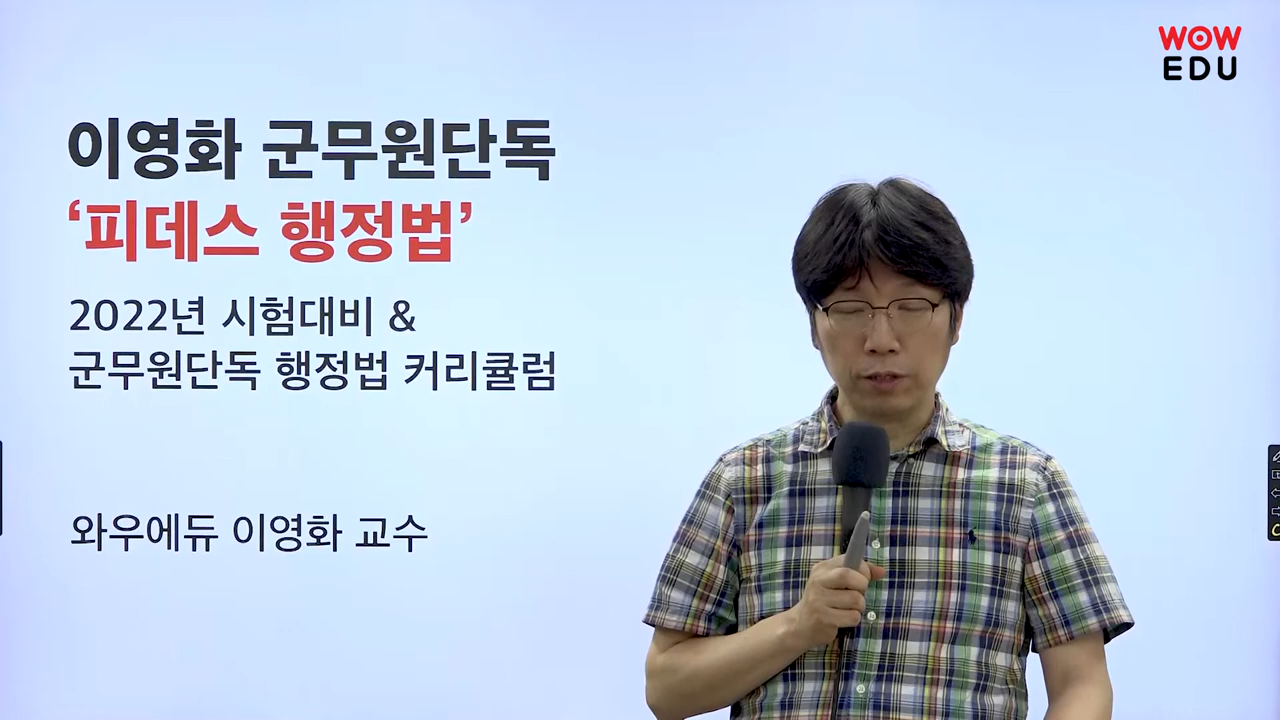 WOW
EDU
이영화 군무원단독
‘피데스 행정법’
2022년 시험대비 &
군무원단독 행정법 커리큘럼
와우에듀 이영화 교수